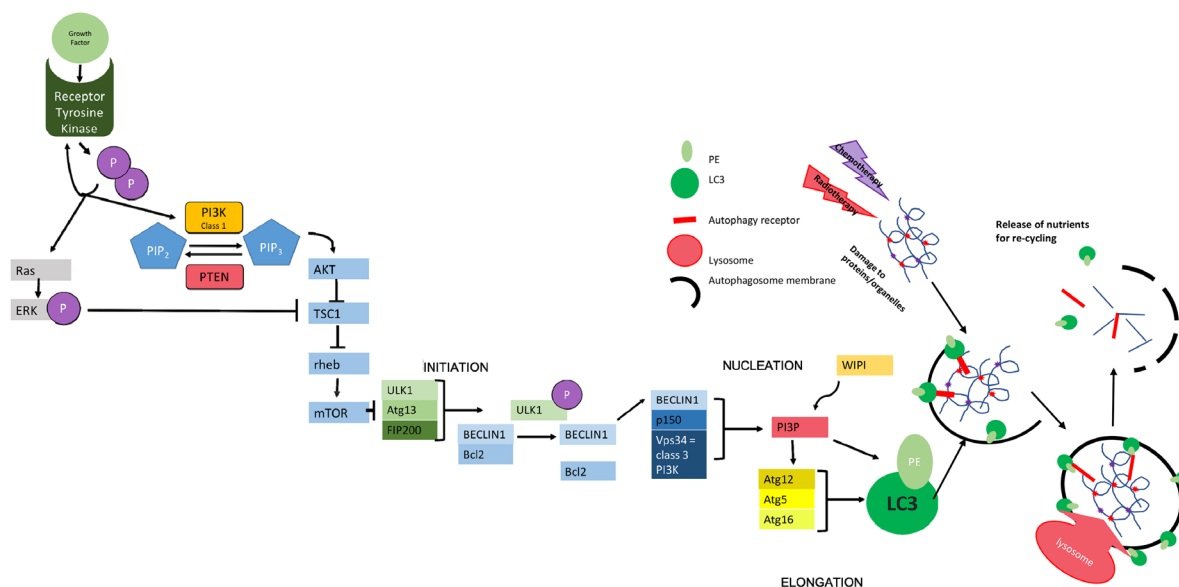 Growth
Factor
Receptor
Tyrosine
Kinase
P
P
PI3K
Class 1
PIP2
PIP3
PTEN
Ras
ERK
P
AKT
TSC1
rheb
mTOR
INITIATION
ULK1
Atg13
FIP200
ULK1
P
BECLIN1
Bcl2
BECLIN1
Bcl2
NUCLEATION
BECLIN1
p150
Vps34 =
class 3
PI3K
WIPI
PI3P
Atg12
Atg5
Atg16
PE
LC3
ELONGATION
PE
LC3
Autophagy receptor
Lysosome
Autophagosome membrane
Chemotherapy
Radiotherapy
Damage to
proteins/organelles
Release of nutrients
for re-cycling
lysosome